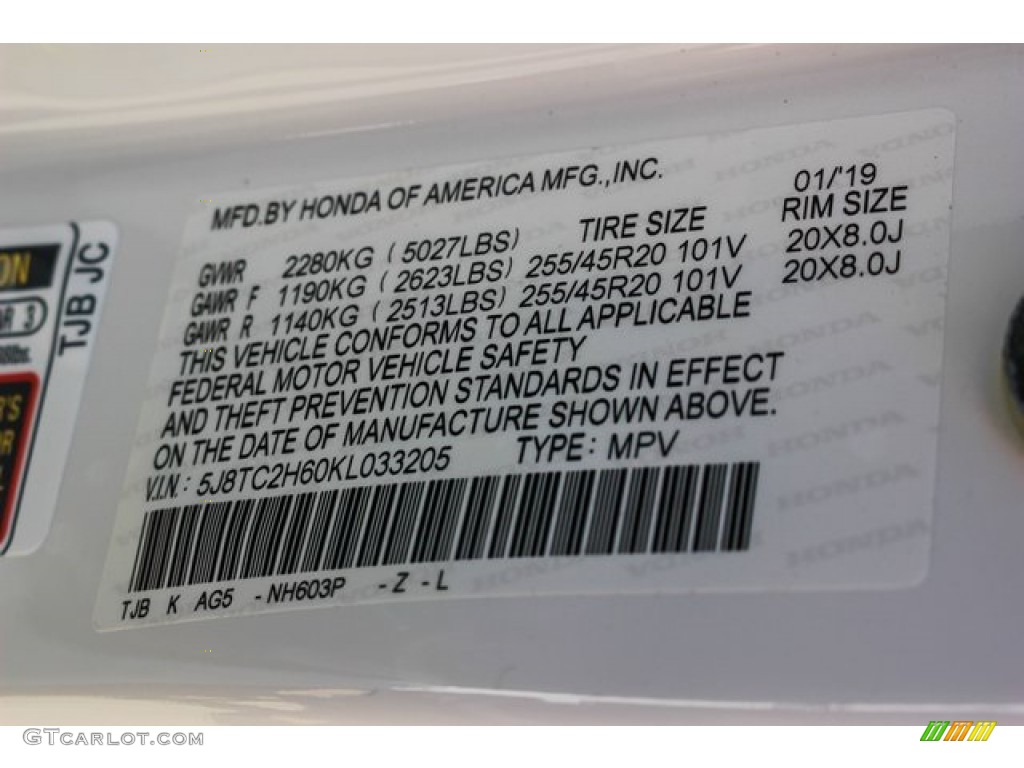 MFD.BY HONDA OF AMERICA MFG.,INC.
01/'19
GVWR 2280KG (5027LBS) TIRE SIZE RIM SIZE
GAWR F 1190KG (2623LBS) 255/45R20 101V 20X8.0J
GAWR R 1140KG (2513LBS) 255/45R20 101V 20X8.0J
THIS VEHICLE CONFORMS TO ALL APPLICABLE
FEDERAL MOTOR VEHICLE SAFETY
AND THEFT PREVENTION STANDARDS IN EFFECT
ON THE DATE OF MANUFACTURE SHOWN ABOVE.
V.I.N.: 5J8TC2H60KL033205 TYPE: MPV
TJB K AG5 -NH603P -Z-L
TJB JC
GTCARLOT.COM